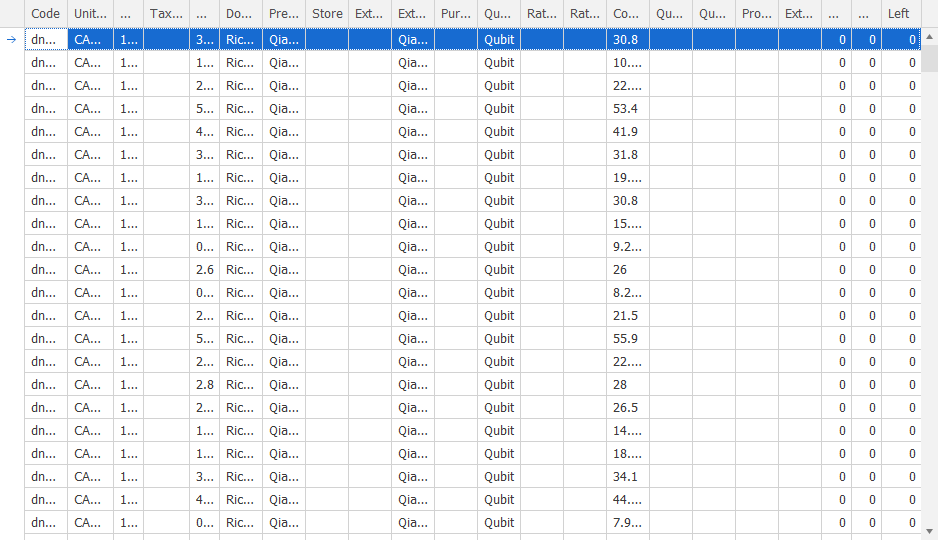 Code Unit... ... Tax... ... Do... Pre... Store Ext... Ext... Pur... Qu... Rat... Rat... Co... Qu... Qu... Pro... Ext... ... ... Left
dn... CA... 1... 3... Ric... Qia... Qia... Qubit 30.8 0 0 0
dn... CA... 1... 1... Ric... Qia... Qia... Qubit 10.... 0 0 0
dn... CA... 1... 2... Ric... Qia... Qia... Qubit 22.... 0 0 0
dn... CA... 1... 5... Ric... Qia... Qia... Qubit 53.4 0 0 0
dn... CA... 1... 4... Ric... Qia... Qia... Qubit 41.9 0 0 0
dn... CA... 1... 3... Ric... Qia... Qia... Qubit 31.8 0 0 0
dn... CA... 1... 1... Ric... Qia... Qia... Qubit 19.... 0 0 0
dn... CA... 1... 3... Ric... Qia... Qia... Qubit 30.8 0 0 0
dn... CA... 1... 1... Ric... Qia... Qia... Qubit 15.... 0 0 0
dn... CA... 1... 0... Ric... Qia... Qia... Qubit 9.2... 0 0 0
dn... CA... 1... 2.6 Ric... Qia... Qia... Qubit 26 0 0 0
dn... CA... 1... 0... Ric... Qia... Qia... Qubit 8.2... 0 0 0
dn... CA... 1... 2... Ric... Qia... Qia... Qubit 21.5 0 0 0
dn... CA... 1... 5... Ric... Qia... Qia... Qubit 55.9 0 0 0
dn... CA... 1... 2... Ric... Qia... Qia... Qubit 22.... 0 0 0
dn... CA... 1... 2.8 Ric... Qia... Qia... Qubit 28 0 0 0
dn... CA... 1... 2... Ric... Qia... Qia... Qubit 26.5 0 0 0
dn... CA... 1... 1... Ric... Qia... Qia... Qubit 14.... 0 0 0
dn... CA... 1... 1... Ric... Qia... Qia... Qubit 18.... 0 0 0
dn... CA... 1... 3... Ric... Qia... Qia... Qubit 34.1 0 0 0
dn... CA... 1... 4... Ric... Qia... Qia... Qubit 44.... 0 0 0
dn... CA... 1... 0... Ric... Qia... Qia... Qubit 7.9... 0 0 0